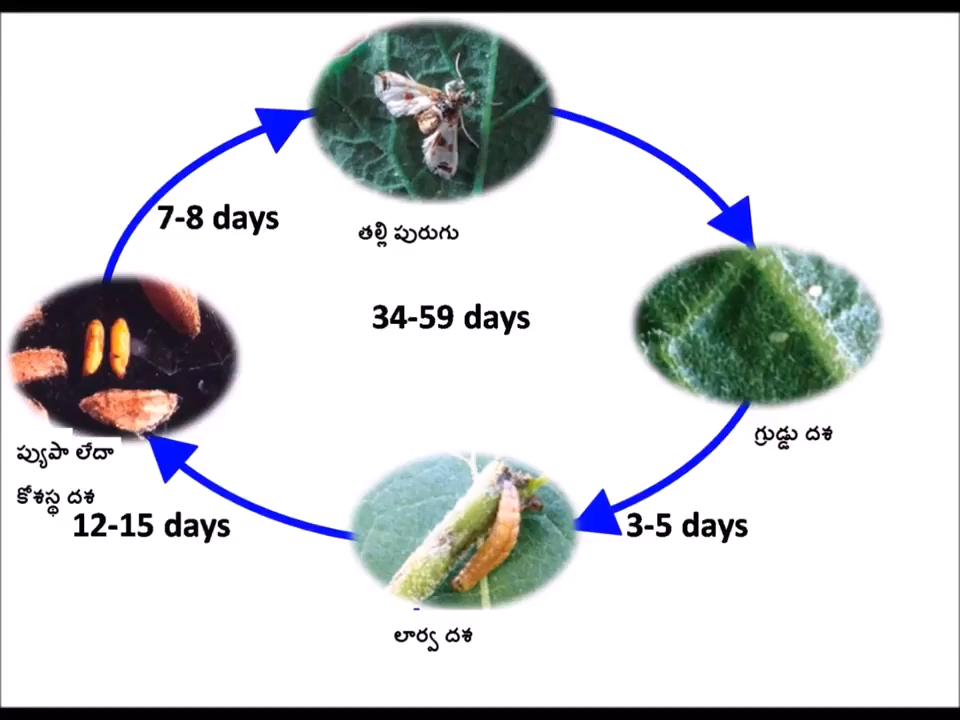 తల్లి పురుగు
7-8 days
34-59 days
గ్రుడ్డు దశ
3-5 days
లార్వ దశ
ప్యుపా లేదా
కోశస్థ దశ
12-15 days